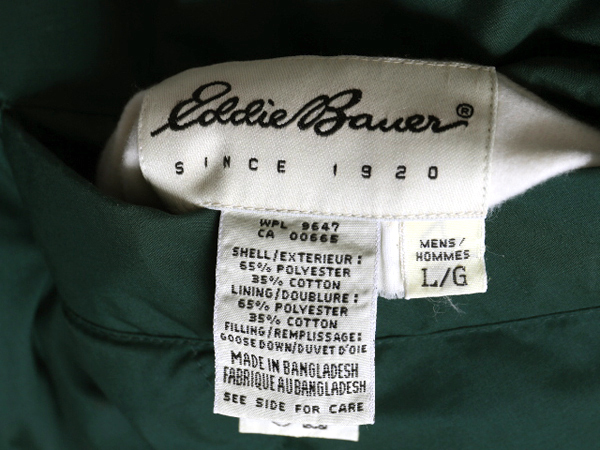 Eddie Bauer®
SINCE 1920
WPL 9647
CA 00665
SHELL/EXTERIEUR:
65% POLYESTER
35% COTTON
LINING/DOUBLURE:
65% POLYESTER
35% COTTON
FILLING/REMPLISSAGE:
GOOSE DOWN/DUVET D'OIE
MADE IN BANGLADESH
FABRIQUE AU BANGLADESH
SEE SIDE FOR CARE
MENS/
HOMMES
L/G